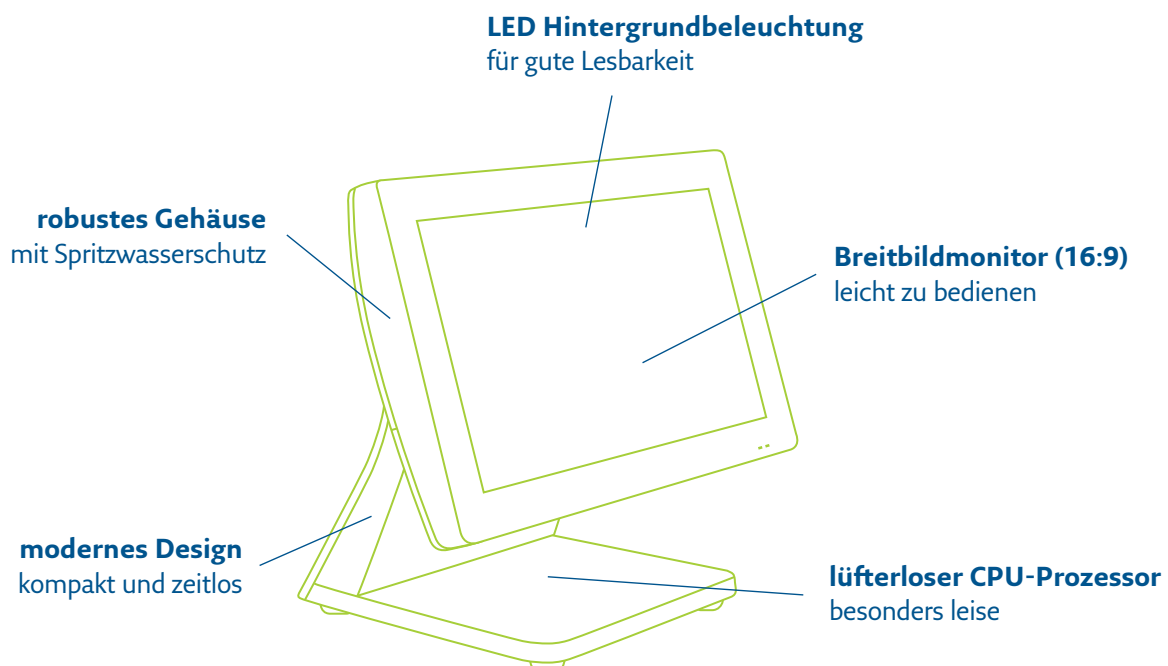 LED Hintergrundbeleuchtung
für gute Lesbarkeit
robustes Gehäuse
mit Spritzwasserschutz
Breitbildmonitor (16:9)
leicht zu bedienen
modernes Design
kompakt und zeitlos
lüfterloser CPU-Prozessor
besonders leise